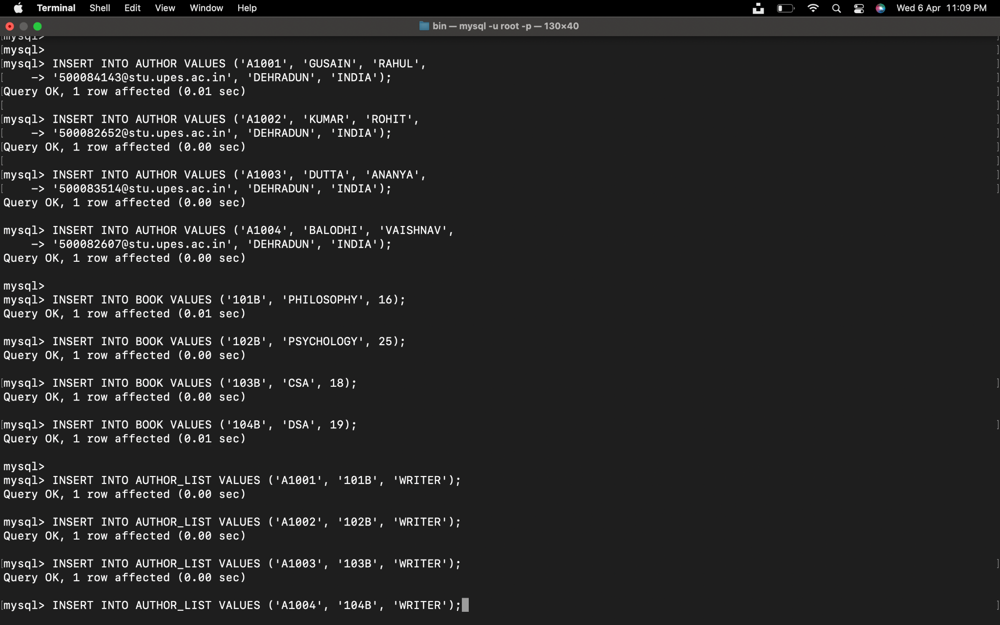 Terminal Shell Edit View Window Help Wed 6 Apr 11:09 PM
bin — mysql -u root -p — 130×40
mysql>
mysql>
mysql> INSERT INTO AUTHOR VALUES ('A1001', 'GUSAIN', 'RAHUL',
    -> '500084143@stu.upes.ac.in', 'DEHRADUN', 'INDIA');
Query OK, 1 row affected (0.01 sec)
mysql> INSERT INTO AUTHOR VALUES ('A1002', 'KUMAR', 'ROHIT',
    -> '500082652@stu.upes.ac.in', 'DEHRADUN', 'INDIA');
Query OK, 1 row affected (0.00 sec)
mysql> INSERT INTO AUTHOR VALUES ('A1003', 'DUTTA', 'ANANYA',
    -> '500083514@stu.upes.ac.in', 'DEHRADUN', 'INDIA');
Query OK, 1 row affected (0.00 sec)
mysql> INSERT INTO AUTHOR VALUES ('A1004', 'BALODHI', 'VAISHNAV',
    -> '500082607@stu.upes.ac.in', 'DEHRADUN', 'INDIA');
Query OK, 1 row affected (0.00 sec)
mysql>
mysql> INSERT INTO BOOK VALUES ('101B', 'PHILOSOPHY', 16);
Query OK, 1 row affected (0.01 sec)
mysql> INSERT INTO BOOK VALUES ('102B', 'PSYCHOLOGY', 25);
Query OK, 1 row affected (0.00 sec)
mysql> INSERT INTO BOOK VALUES ('103B', 'CSA', 18);
Query OK, 1 row affected (0.00 sec)
mysql> INSERT INTO BOOK VALUES ('104B', 'DSA', 19);
Query OK, 1 row affected (0.01 sec)
mysql>
mysql> INSERT INTO AUTHOR_LIST VALUES ('A1001', '101B', 'WRITER');
Query OK, 1 row affected (0.00 sec)
mysql> INSERT INTO AUTHOR_LIST VALUES ('A1002', '102B', 'WRITER');
Query OK, 1 row affected (0.00 sec)
mysql> INSERT INTO AUTHOR_LIST VALUES ('A1003', '103B', 'WRITER');
Query OK, 1 row affected (0.00 sec)
mysql> INSERT INTO AUTHOR_LIST VALUES ('A1004', '104B', 'WRITER');